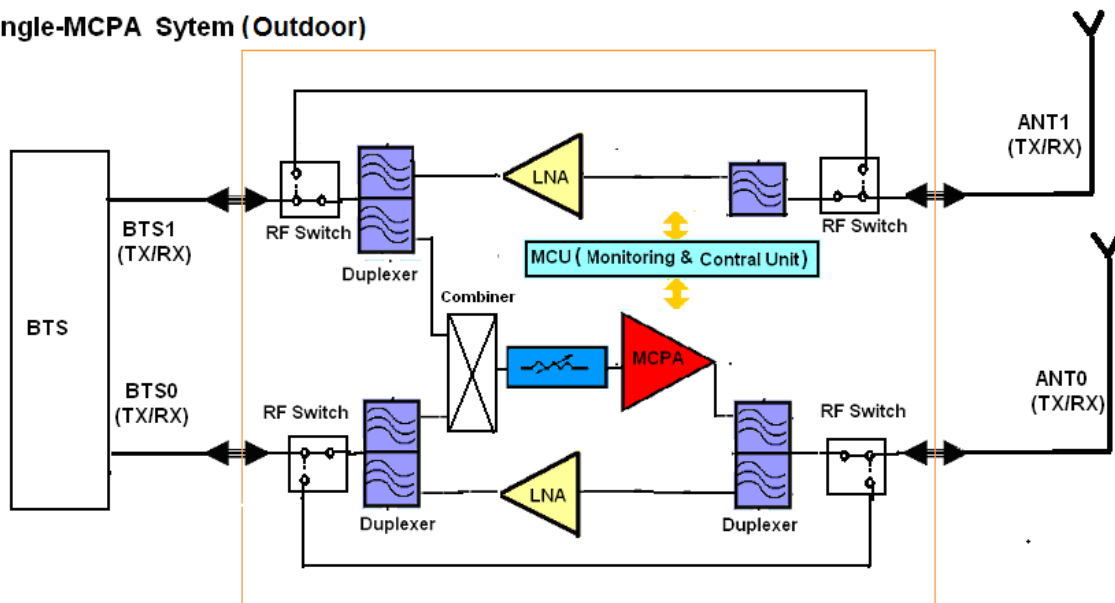 ngle-MCPA Sytem (Outdoor)
ANT1
(TX/RX)
LNA
RF Switch
RF Switch
BTS1
(TX/RX)
MCU ( Monitoring & Contral Unit )
Duplexer
Combiner
BTS
MCPA
BTS0
(TX/RX)
ANT0
(TX/RX)
RF Switch
RF Switch
LNA
Duplexer
Duplexer